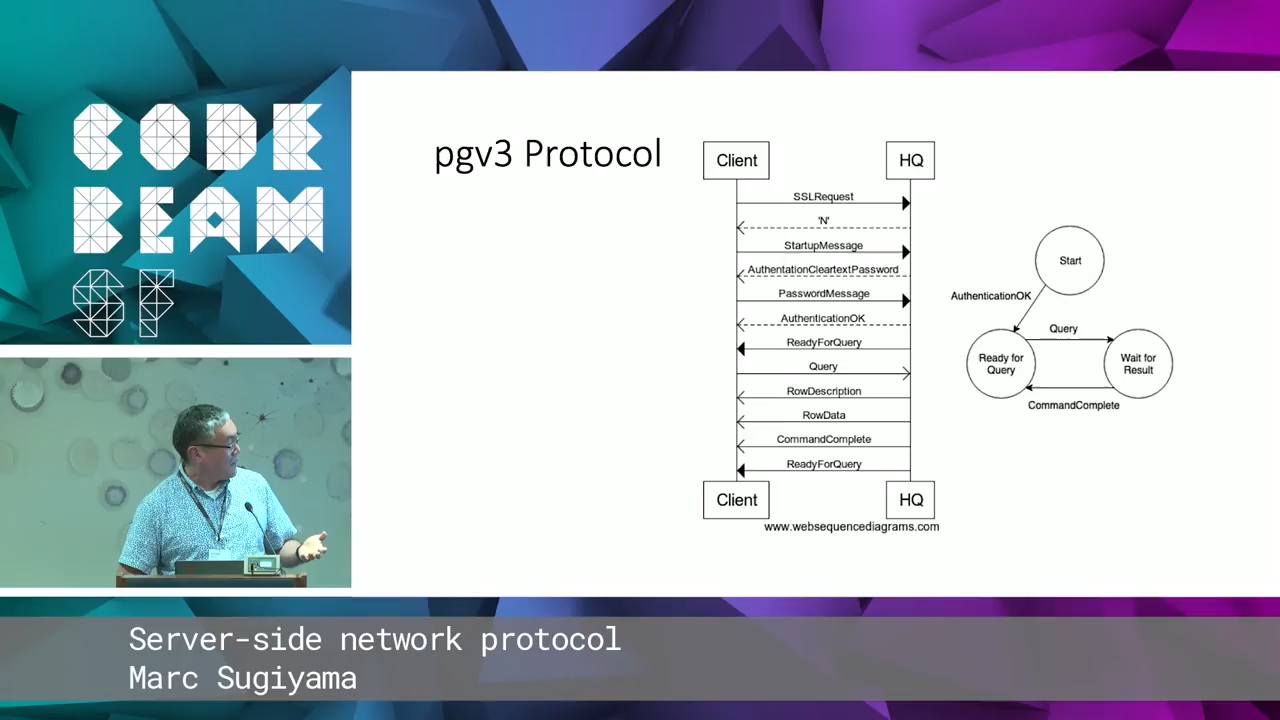 CODE
BEAM
SF
pgv3 Protocol
Client
HQ
SSLRequest
'N'
StartupMessage
AuthentationCleartextPassword
PasswordMessage
AuthenticationOK
ReadyForQuery
Query
RowDescription
RowData
CommandComplete
ReadyForQuery
Client
HQ
www.websequencediagrams.com
Start
AuthenticationOK
Query
Ready for
Query
Wait for
Result
CommandComplete
Server-side network protocol
Marc Sugiyama